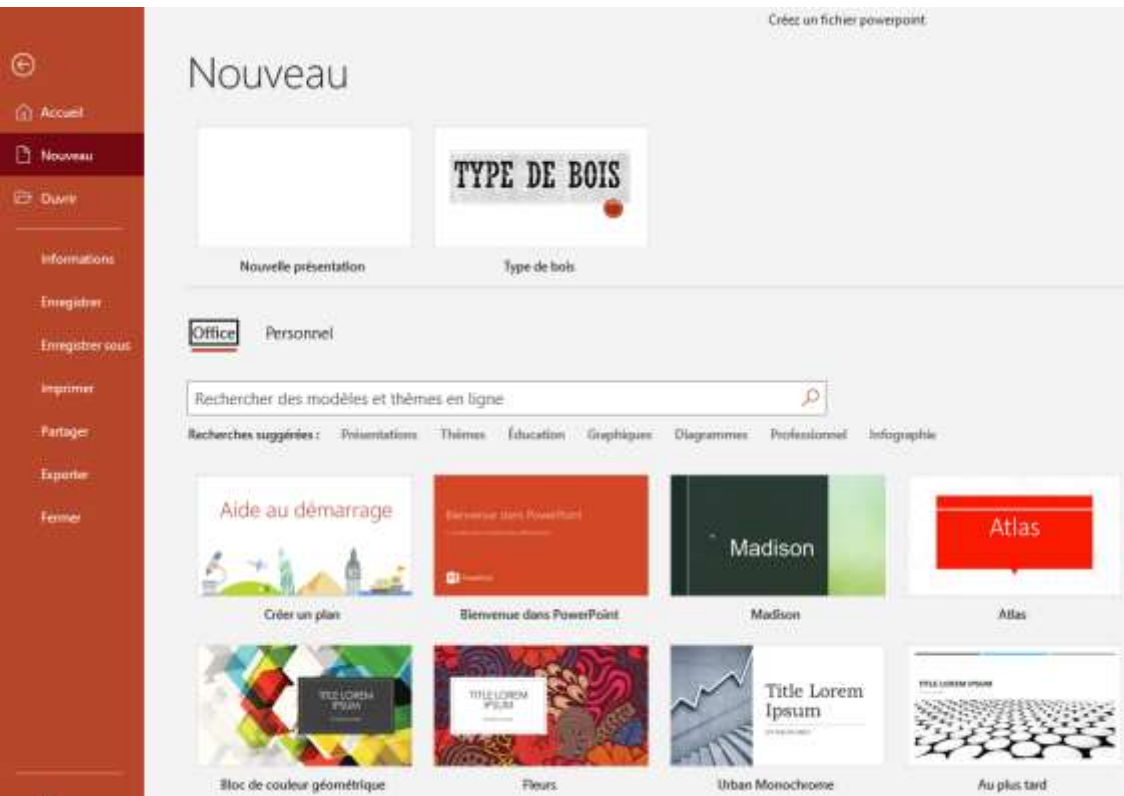 Créez un fichier powerpoint
Nouveau
Accueil
Nouveau
Ouvrir
Informations
Enregistrer
Enregistrer sous
Imprimer
Partager
Exporter
Fermer
TYPE DE BOIS
Nouvelle présentation
Type de bois
Office
Personnel
Rechercher des modèles et thèmes en ligne
Recherches suggérées : Présentations Thèmes Éducation Graphiques Diagrammes Professionnel Infographie
Aide au démarrage
Bienvenue dans PowerPoint
Madison
Atlas
Créer un plan
Bienvenue dans PowerPoint
Madison
Atlas
TITLE LOREM
IPSUM
TITLE LOREM
IPSUM
Title Lorem
Ipsum
TITLE LOREM IPSUM
Bloc de couleur géométrique
Fleurs
Urban Monochrome
Au plus tard